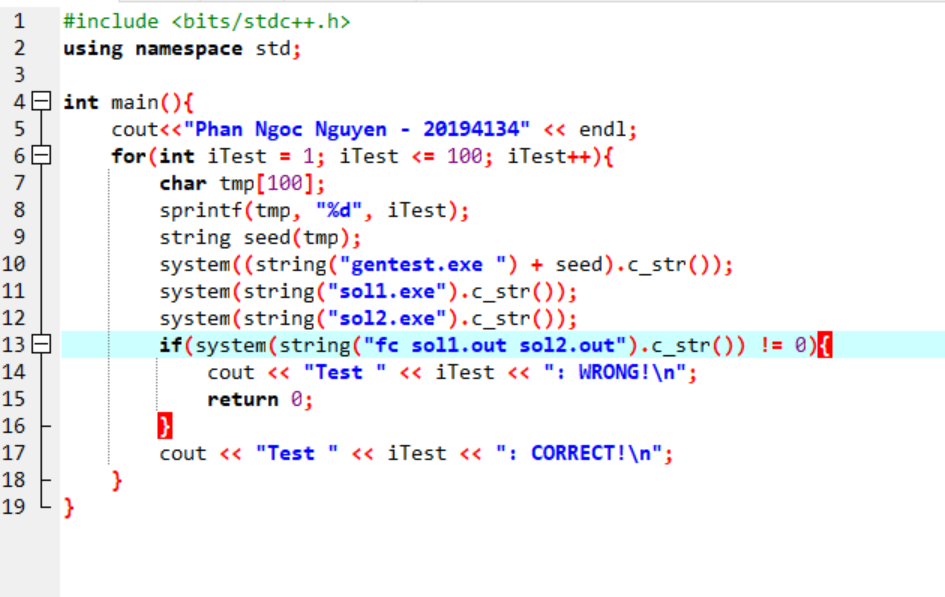 1 #include <bits/stdc++.h>
2 using namespace std;
3
4 int main(){
5 cout<<"Phan Ngoc Nguyen - 20194134" << endl;
6 for(int iTest = 1; iTest <= 100; iTest++){
7 char tmp[100];
8 sprintf(tmp, "%d", iTest);
9 string seed(tmp);
10 system((string("gentest.exe ") + seed).c_str());
11 system(string("sol1.exe").c_str());
12 system(string("sol2.exe").c_str());
13 if(system(string("fc sol1.out sol2.out").c_str()) != 0){
14 cout << "Test " << iTest << ": WRONG!\n";
15 return 0;
16 }
17 cout << "Test " << iTest << ": CORRECT!\n";
18 }
19 }